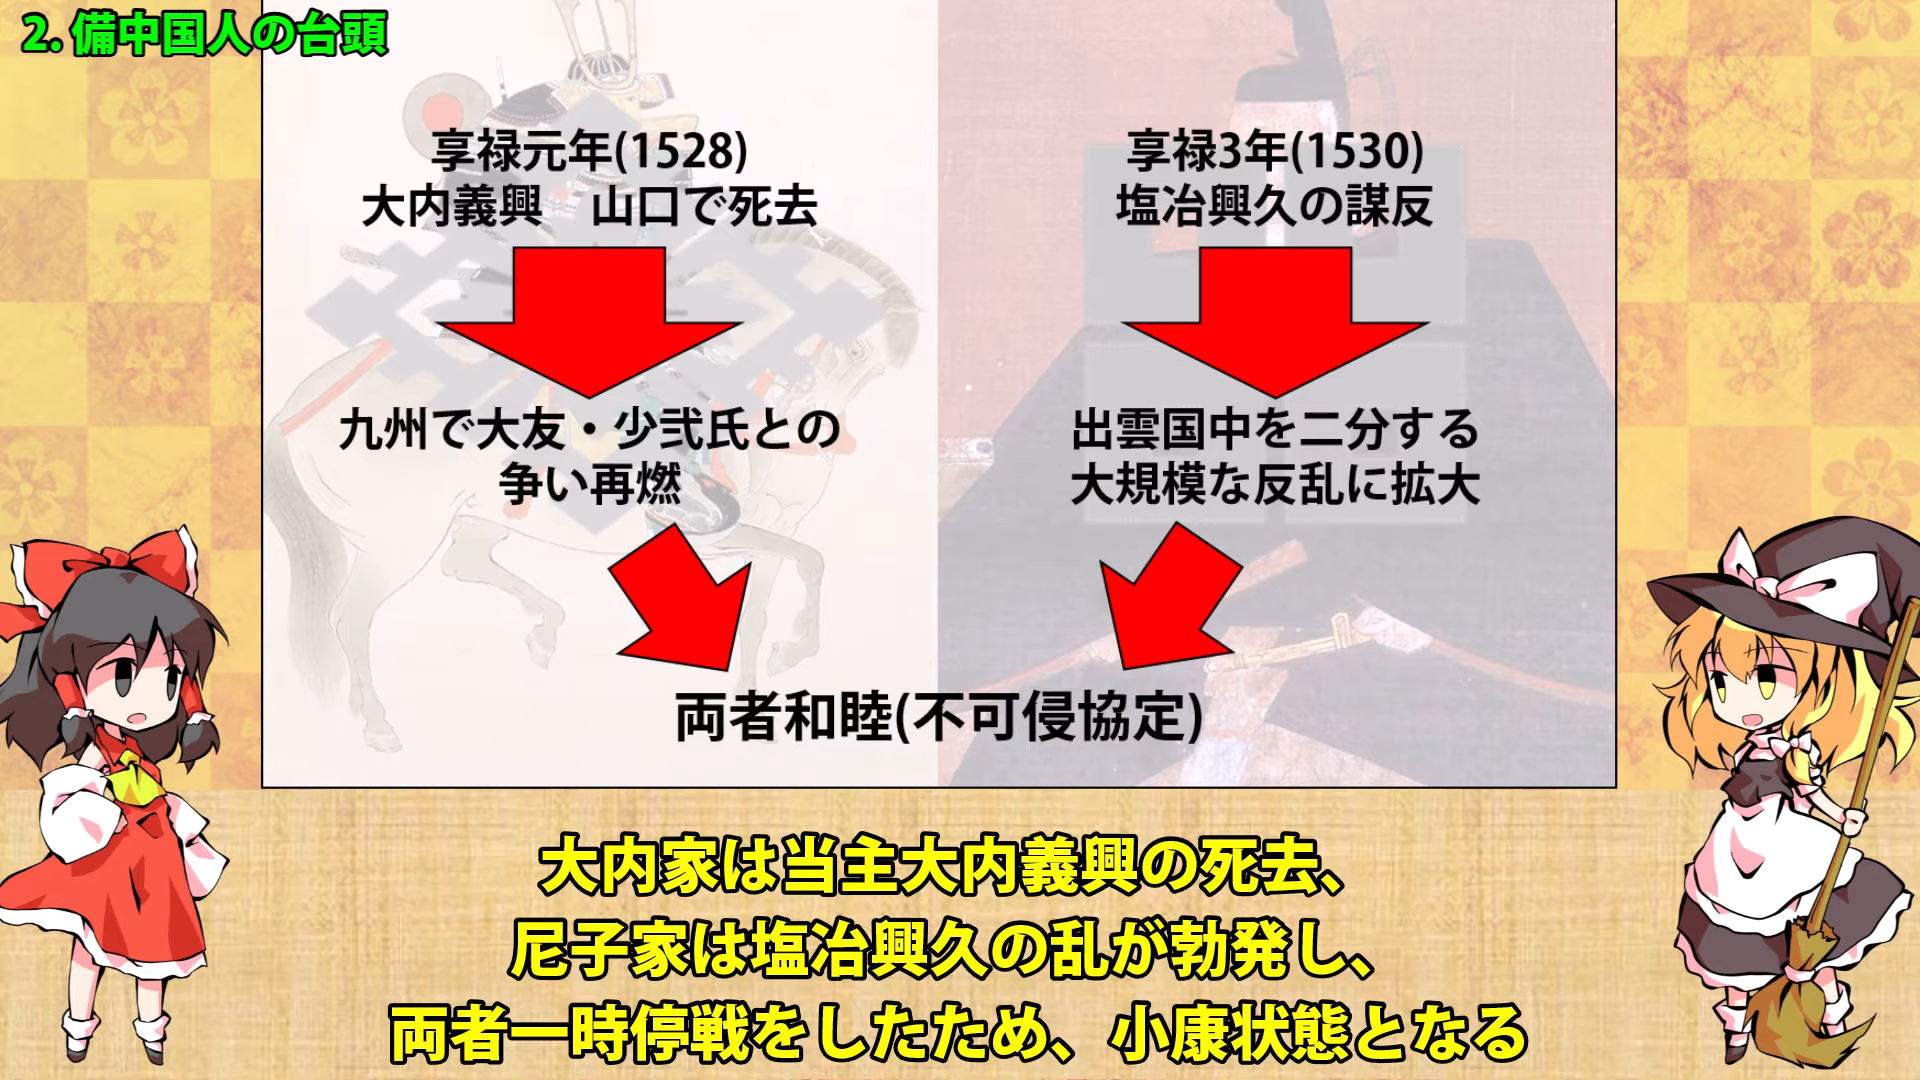 2. 備中国人の台頭
享禄元年(1528)
大内義興　山口で死去
九州で大友・少弐氏との
争い再燃
享禄3年(1530)
塩冶興久の謀反
出雲国中を二分する
大規模な反乱に拡大
両者和睦(不可侵協定)
大内家は当主大内義興の死去、
尼子家は塩冶興久の乱が勃発し、
両者一時停戦をしたため、小康状態となる